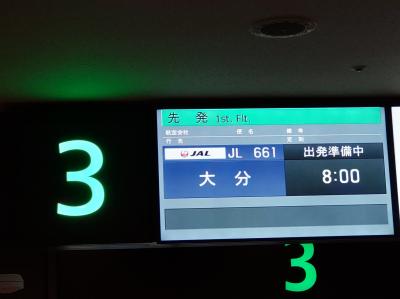 3
先 発 1st. Flt.
航空会社 便名 備考
行先 定刻
JAL JL 661 出発準備中
大 分 8:00
3